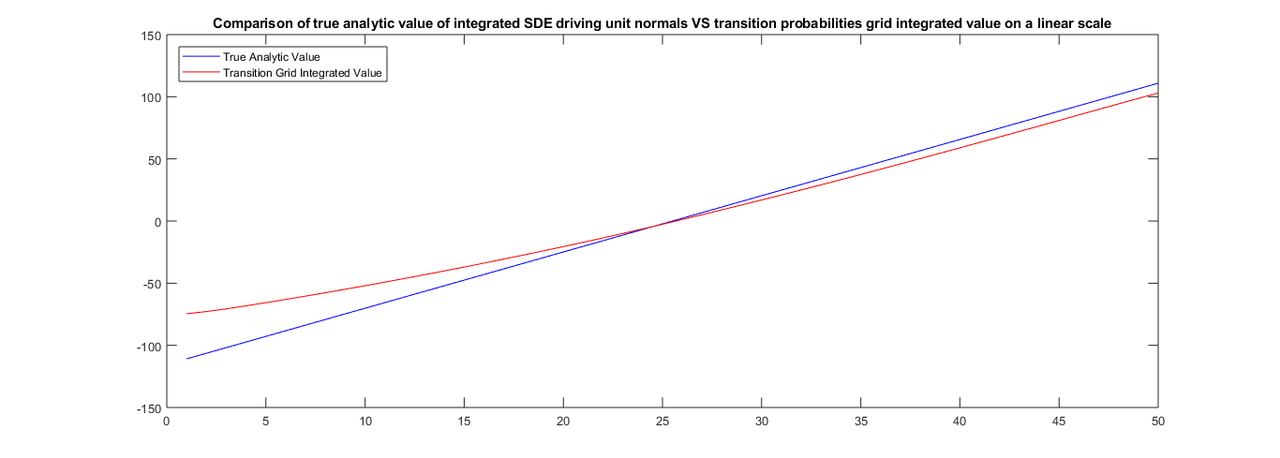 Comparison of true analytic value of integrated SDE driving unit normals VS transition probabilities grid integrated value on a linear scale
150
True Analytic Value
Transition Grid Integrated Value
100
50
0
-50
-100
-150
0 5 10 15 20 25 30 35 40 45 50